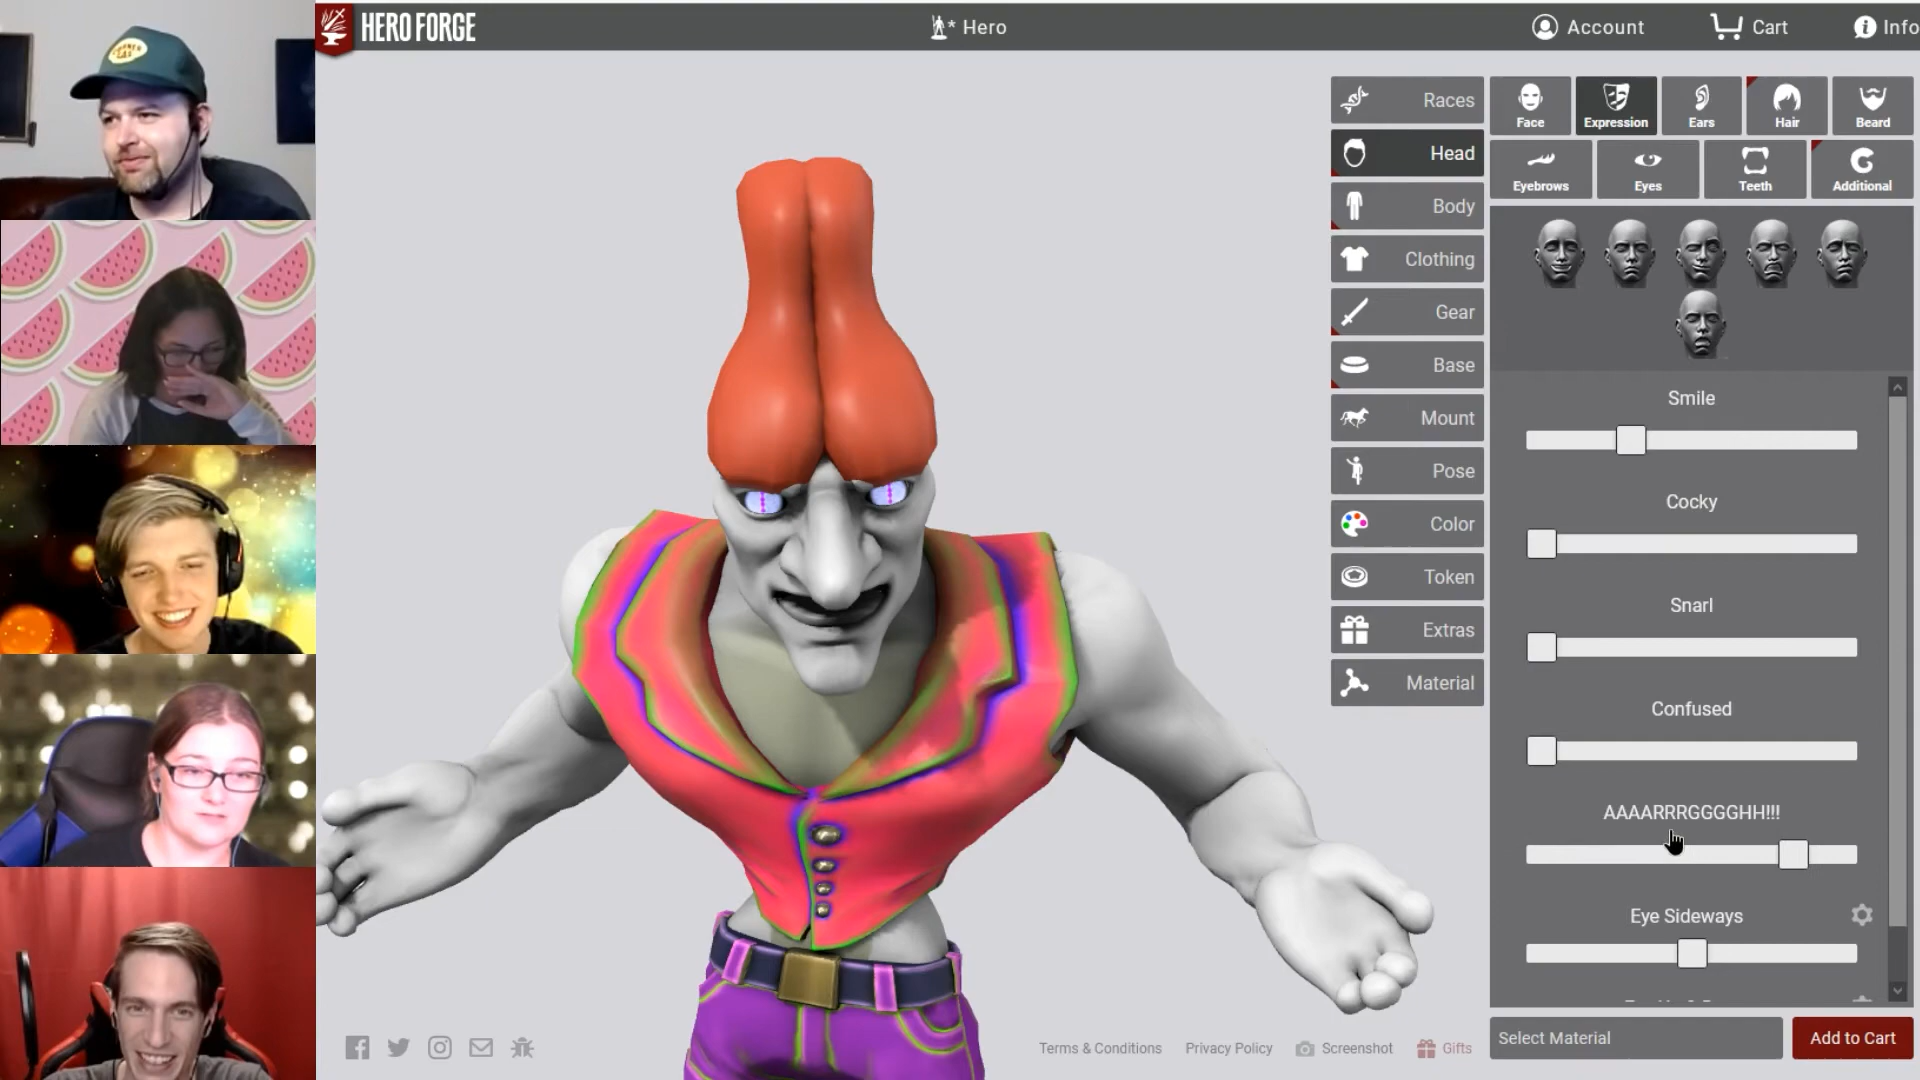 HERO FORGE
* Hero
Account
Cart
Info
Races
Head
Body
Clothing
Gear
Base
Mount
Pose
Color
Token
Extras
Material
Face
Expression
Ears
Hair
Beard
Eyebrows
Eyes
Teeth
Additional
Smile
Cocky
Snarl
Confused
AAAARRRGGGGHH!!!
Eye Sideways
Select Material
Add to Cart
Terms & Conditions
Privacy Policy
Screenshot
Gifts